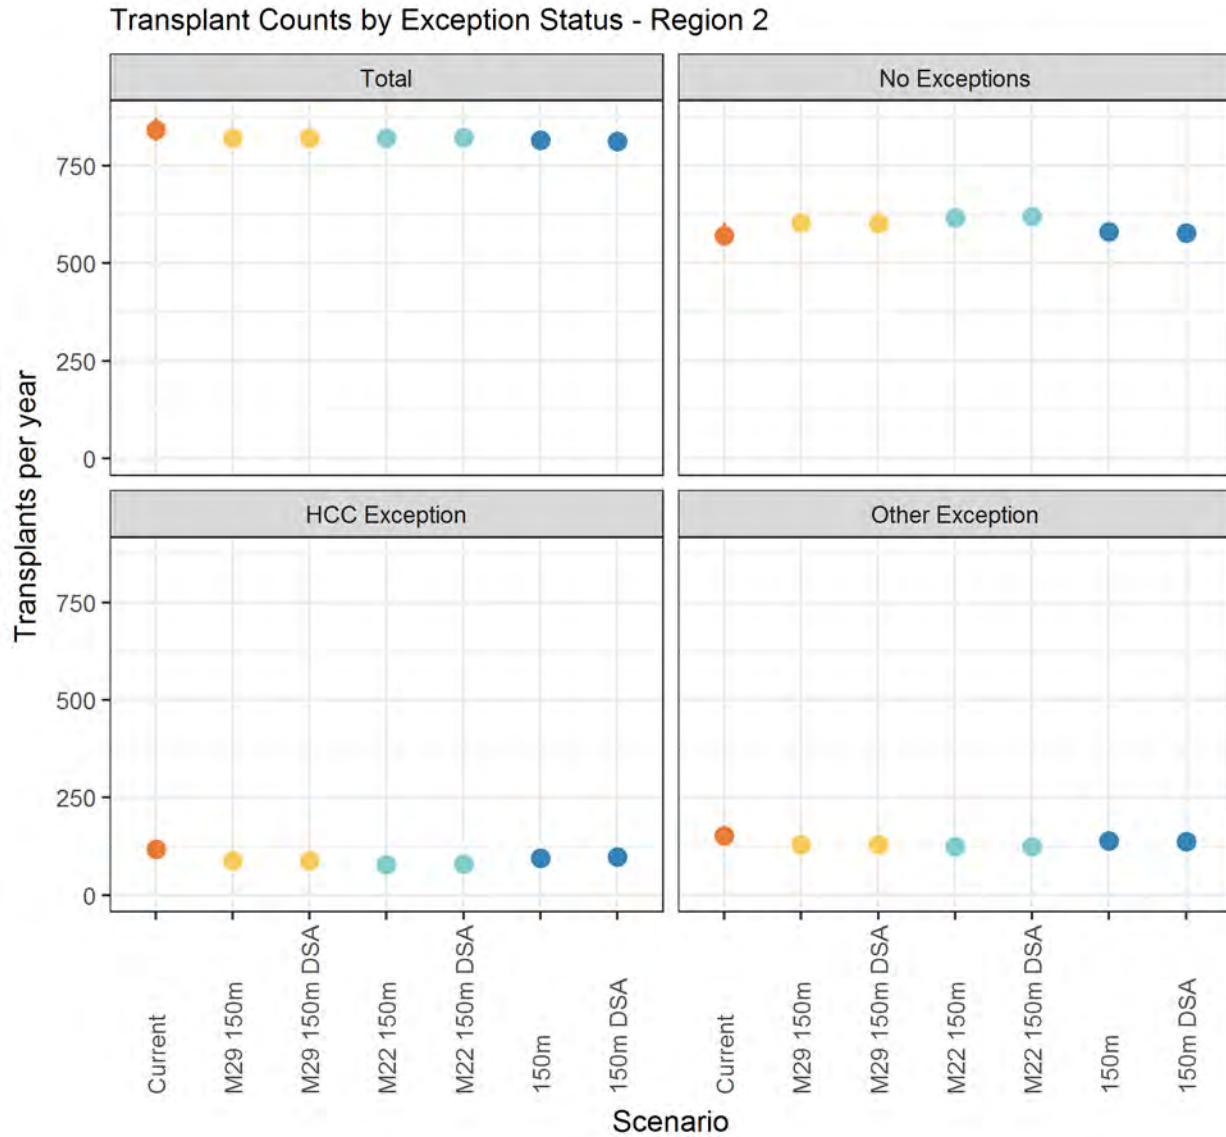 Transplant Counts by Exception Status - Region 2
Total
No Exceptions
750
500
250
0
Transplants per year
HCC Exception
Other Exception
750
500
250
0
Current
M29 150m
M29 150m DSA
M22 150m
M22 150m DSA
150m
150m DSA
Current
M29 150m
M29 150m DSA
M22 150m
M22 150m DSA
150m
150m DSA
Scenario